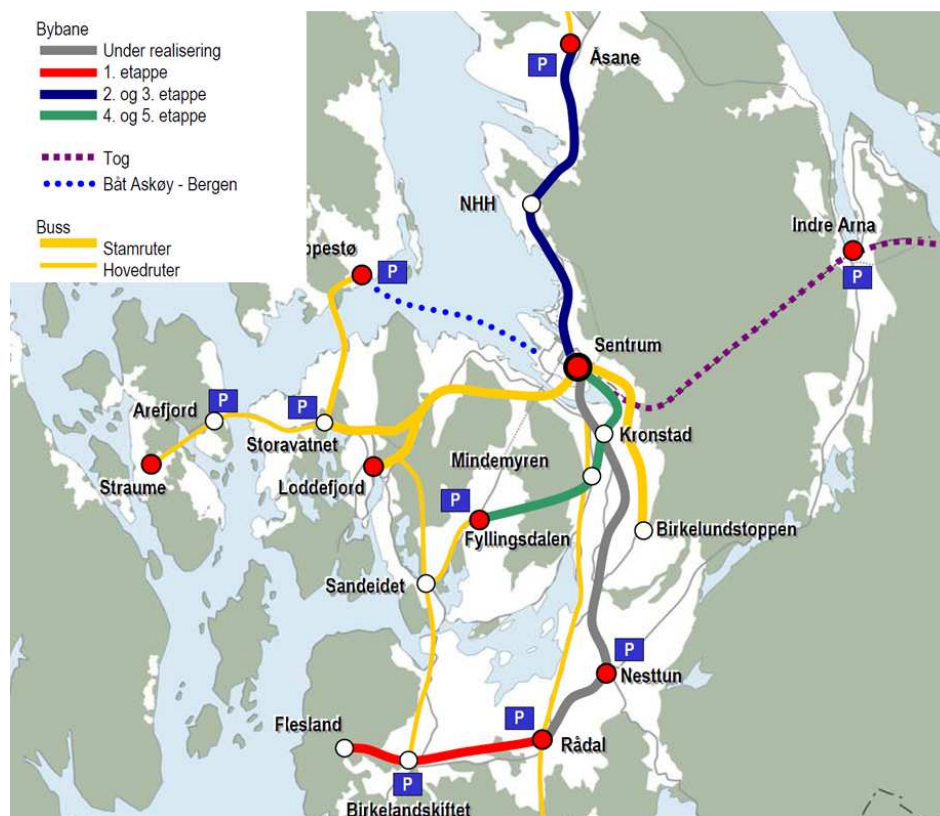 Bybane
Under realisering
1. etappe
2. og 3. etappe
4. og 5. etappe
Tog
Båt Askøy - Bergen
Buss
Stamruter
Hovedruter
P
Åsane
NHH
Indre Arna
P
ppestø
P
Sentrum
Arefjord
P
P
Storavatnet
Kronstad
Straume
Loddefjord
Mindemyren
P
Fyllingsdalen
Birkelundstoppen
Sandeidet
P
Nesttun
Flesland
P
Rådal
P
Birkelandskiftet